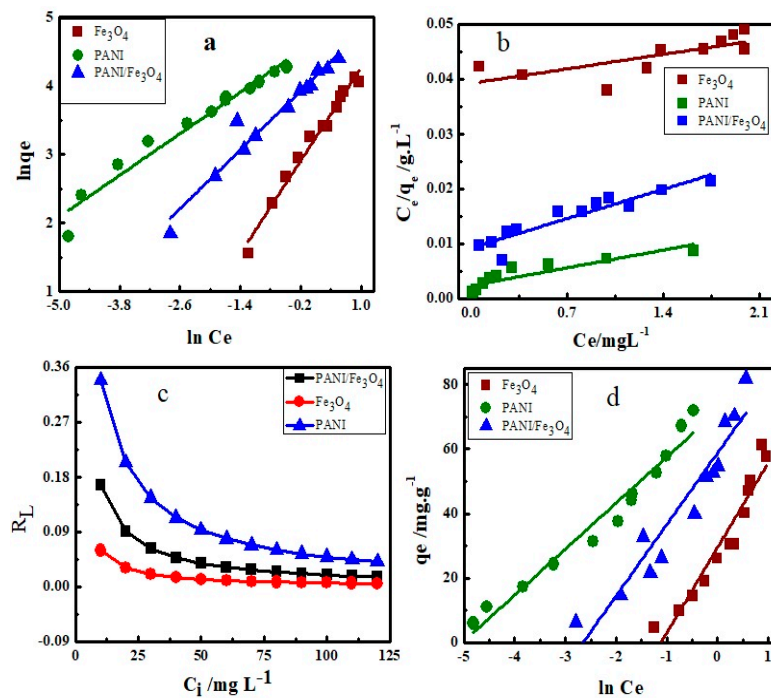 a
Fe₃O₄
PANI
PANI/Fe₃O₄
lnqe
5
4
3
2
1
-5.0 -3.8 -2.6 -1.4 -0.2 1.0
ln Ce
b
Fe₃O₄
PANI
PANI/Fe₃O₄
Cₑ/qₑ /g.L⁻¹
0.05
0.04
0.03
0.02
0.01
0.00
0.0 0.7 1.4 2.1
Ce/mgL⁻¹
c
PANI/Fe₃O₄
Fe₃O₄
PANI
R_L
0.36
0.27
0.18
0.09
0.00
-0.09
0 25 50 75 100 125
Cᵢ /mg L⁻¹
d
Fe₃O₄
PANI
PANI/Fe₃O₄
qe /mg.g⁻¹
80
60
40
20
0
-5 -4 -3 -2 -1 0 1
ln Ce